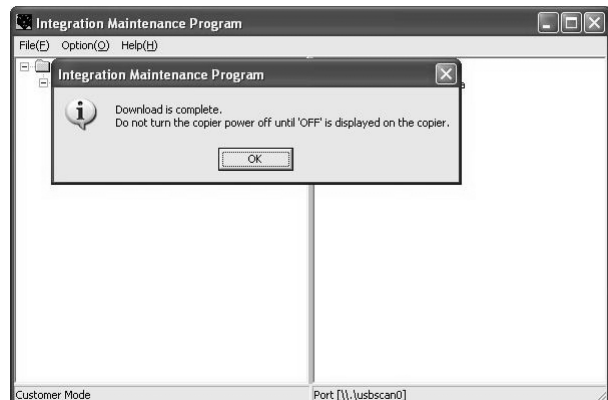 Integration Maintenance Program
File(F) Option(O) Help(H)
Integration Maintenance Program
Download is complete.
Do not turn the copier power off until 'OFF' is displayed on the copier.
OK
Customer Mode
Port [\\.\usbscan0]